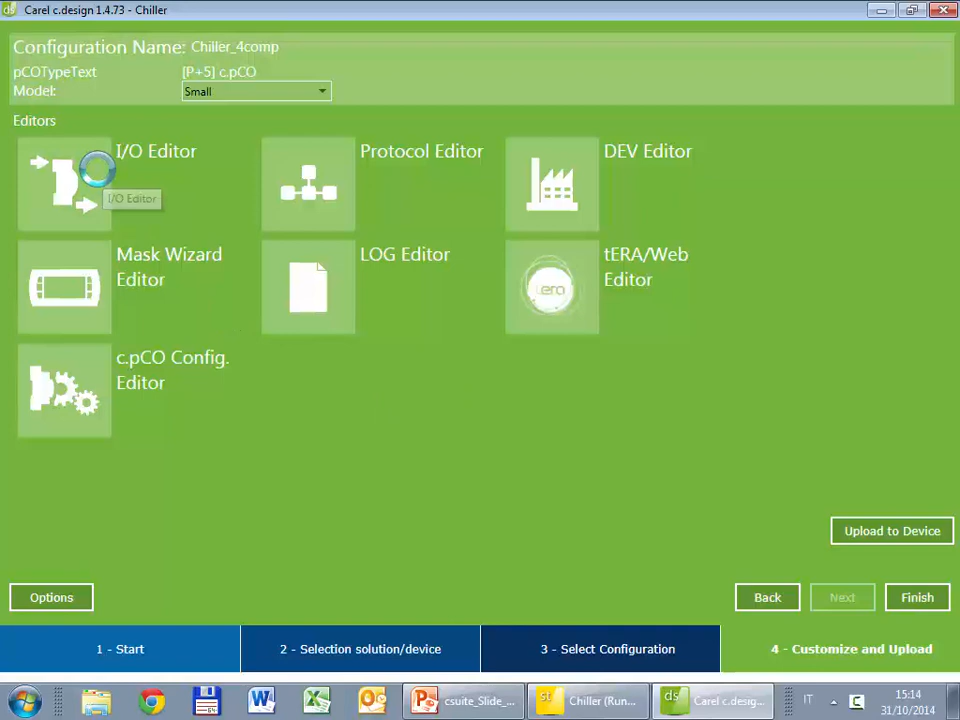 Carel c.design 1.4.73 - Chiller
Configuration Name: Chiller_4comp
pCOTypeText [P+5] c.pCO
Model: Small
Editors
I/O Editor
Protocol Editor
DEV Editor
I/O Editor
Mask Wizard
Editor
LOG Editor
tERA/Web
Editor
tera
c.pCO Config.
Editor
Upload to Device
Options
Back
Next
Finish
1 - Start
2 - Selection solution/device
3 - Select Configuration
4 - Customize and Upload
csuite_Slide_...
Chiller (Run...
Carel c.desig...
IT
15:14
31/10/2014